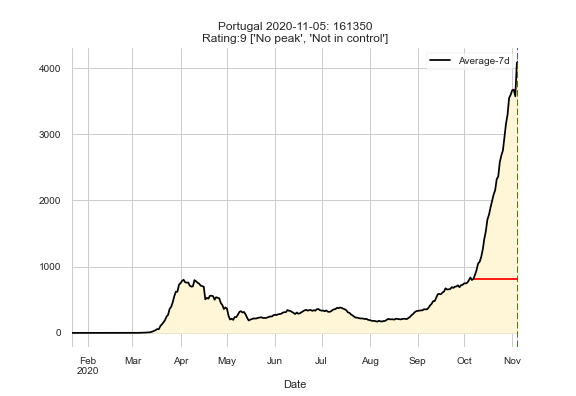 Portugal 2020-11-05: 161350
Rating:9 ['No peak', 'Not in control']
Average-7d
4000
3000
2000
1000
0
Feb Mar Apr May Jun Jul Aug Sep Oct Nov
2020
Date